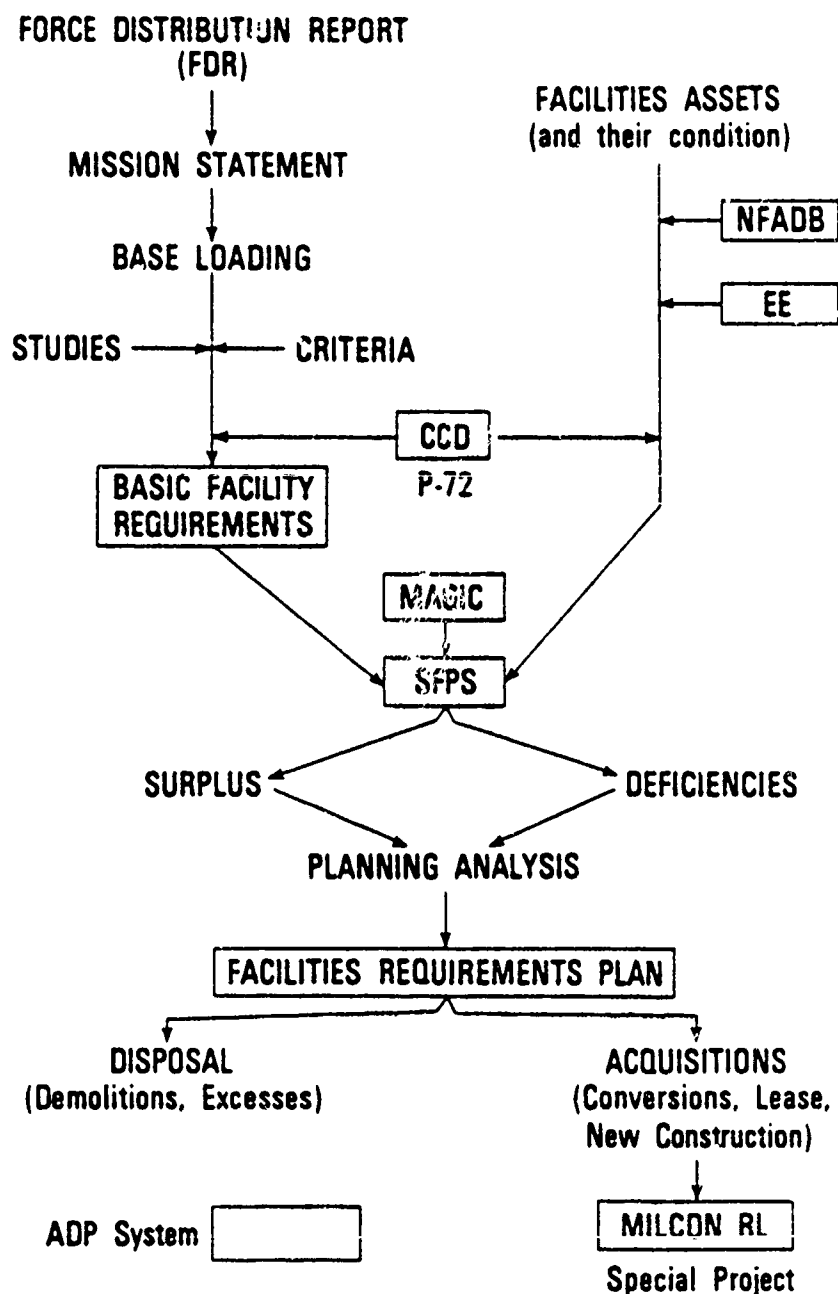 FORCE DISTRIBUTION REPORT
(FDR)
FACILITIES ASSETS
(and their condition)
MISSION STATEMENT
NFADB
BASE LOADING
EE
STUDIES
CRITERIA
CCD
P-72
BASIC FACILITY
REQUIREMENTS
MAGIC
SFPS
SURPLUS
DEFICIENCIES
PLANNING ANALYSIS
FACILITIES REQUIREMENTS PLAN
DISPOSAL
(Demolitions, Excesses)
ACQUISITIONS
(Conversions, Lease,
New Construction)
ADP System
MILCON RL
Special Project